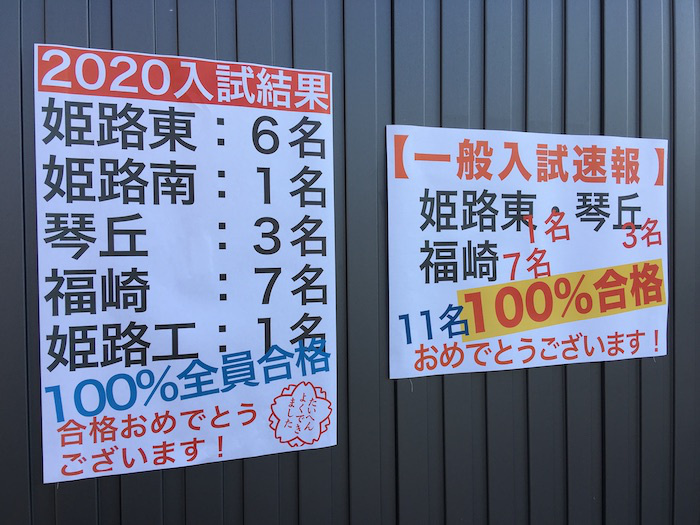 2020入試結果
姫路東：6名
姫路南：1名
琴丘：3名
福崎：7名
姫路工：1名
100%全員合格
合格おめでとう
ございます！
たいへん
よくでき
ました
【一般入試速報】
姫路東・琴丘
1名 3名
福崎7名
11名100%合格
おめでとうございます！